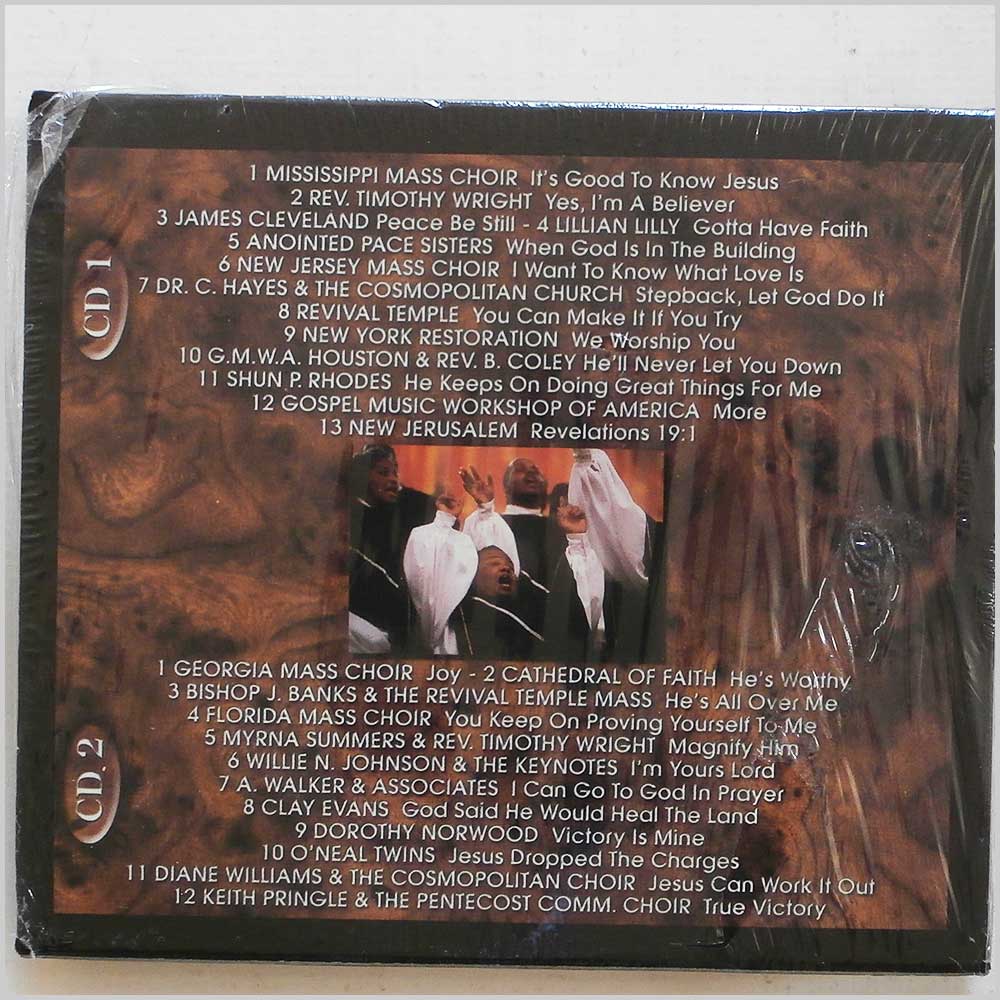 CD 1
1 MISSISSIPPI MASS CHOIR It's Good To Know Jesus
2 REV. TIMOTHY WRIGHT Yes, I'm A Believer
3 JAMES CLEVELAND Peace Be Still - 4 LILLIAN LILLY Gotta Have Faith
5 ANOINTED PACE SISTERS When God Is In The Building
6 NEW JERSEY MASS CHOIR I Want To Know What Love Is
7 DR. C. HAYES & THE COSMOPOLITAN CHURCH Stepback, Let God Do It
8 REVIVAL TEMPLE You Can Make It If You Try
9 NEW YORK RESTORATION We Worship You
10 G.M.W.A. HOUSTON & REV. B. COLEY He'll Never Let You Down
11 SHUN P. RHODES He Keeps On Doing Great Things For Me
12 GOSPEL MUSIC WORKSHOP OF AMERICA More
13 NEW JERUSALEM Revelations 19:1
CD 2
1 GEORGIA MASS CHOIR Joy - 2 CATHEDRAL OF FAITH He's Worthy
3 BISHOP J. BANKS & THE REVIVAL TEMPLE MASS He's All Over Me
4 FLORIDA MASS CHOIR You Keep On Proving Yourself To Me
5 MYRNA SUMMERS & REV. TIMOTHY WRIGHT Magnify Him
6 WILLIE N. JOHNSON & THE KEYNOTES I'm Yours Lord
7 A. WALKER & ASSOCIATES I Can Go To God In Prayer
8 CLAY EVANS God Said He Would Heal The Land
9 DOROTHY NORWOOD Victory Is Mine
10 O'NEAL TWINS Jesus Dropped The Charges
11 DIANE WILLIAMS & THE COSMOPOLITAN CHOIR Jesus Can Work It Out
12 KEITH PRINGLE & THE PENTECOST COMM. CHOIR True Victory